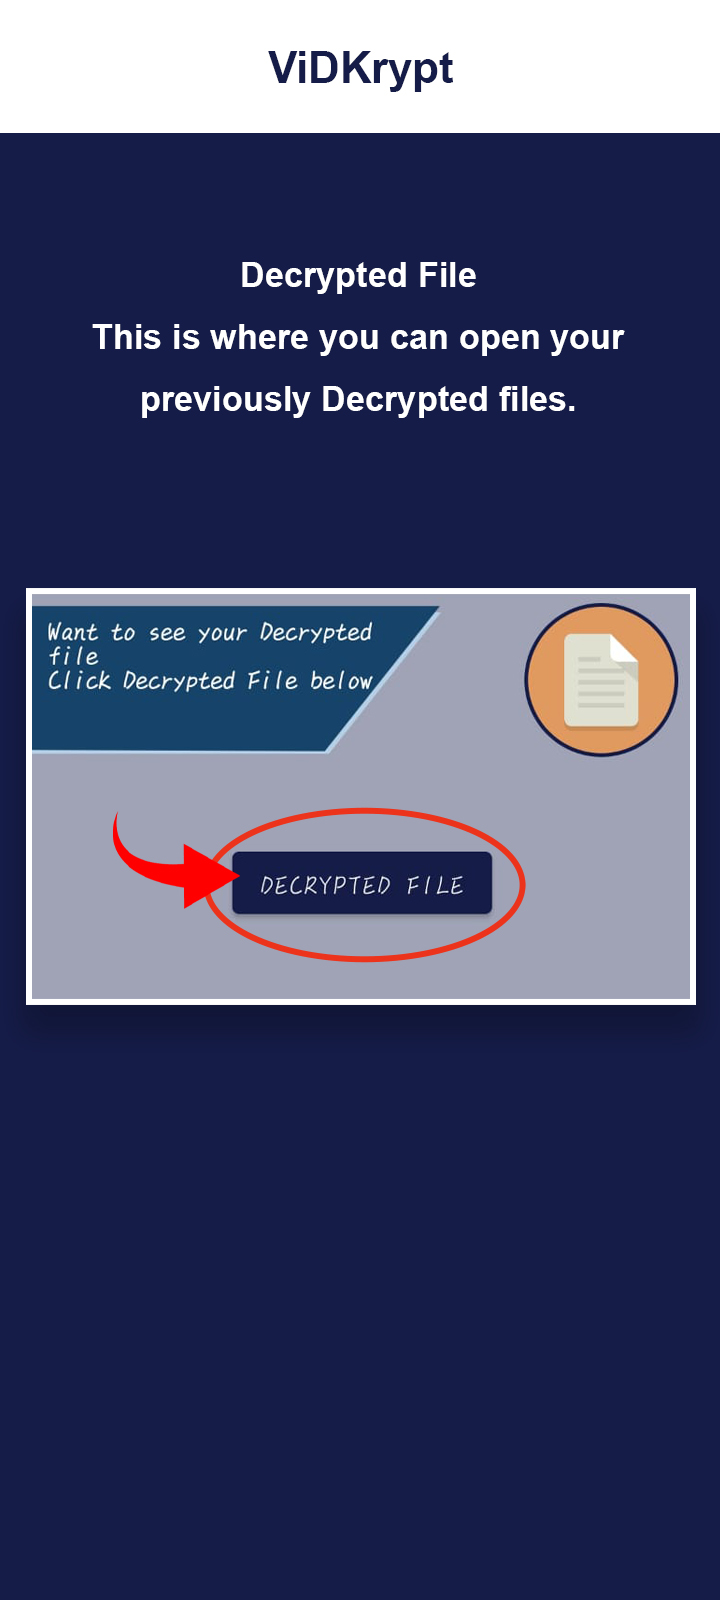 ViDKrypt
Decrypted File
This is where you can open your
previously Decrypted files.
Want to see your Decrypted
file
Click Decrypted File below
DECRYPTED FILE